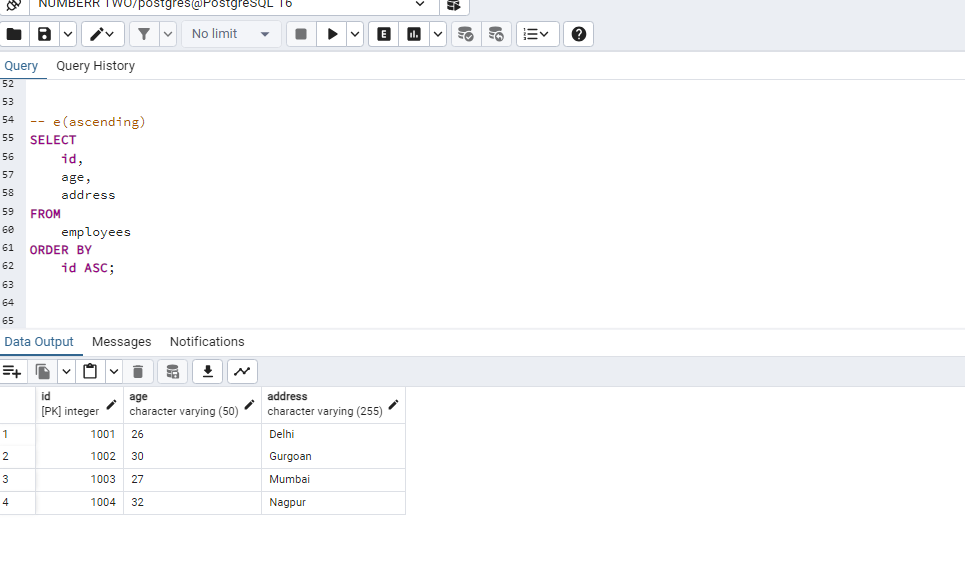 NUMBERR TWO/postgres@PostgreSQL 16
No limit
E
Query Query History
52
53
54 -- e(ascending)
55 SELECT
56 id,
57 age,
58 address
59 FROM
60 employees
61 ORDER BY
62 id ASC;
63
64
65
Data Output Messages Notifications
id age address
[PK] integer character varying (50) character varying (255)
1 1001 26 Delhi
2 1002 30 Gurgoan
3 1003 27 Mumbai
4 1004 32 Nagpur